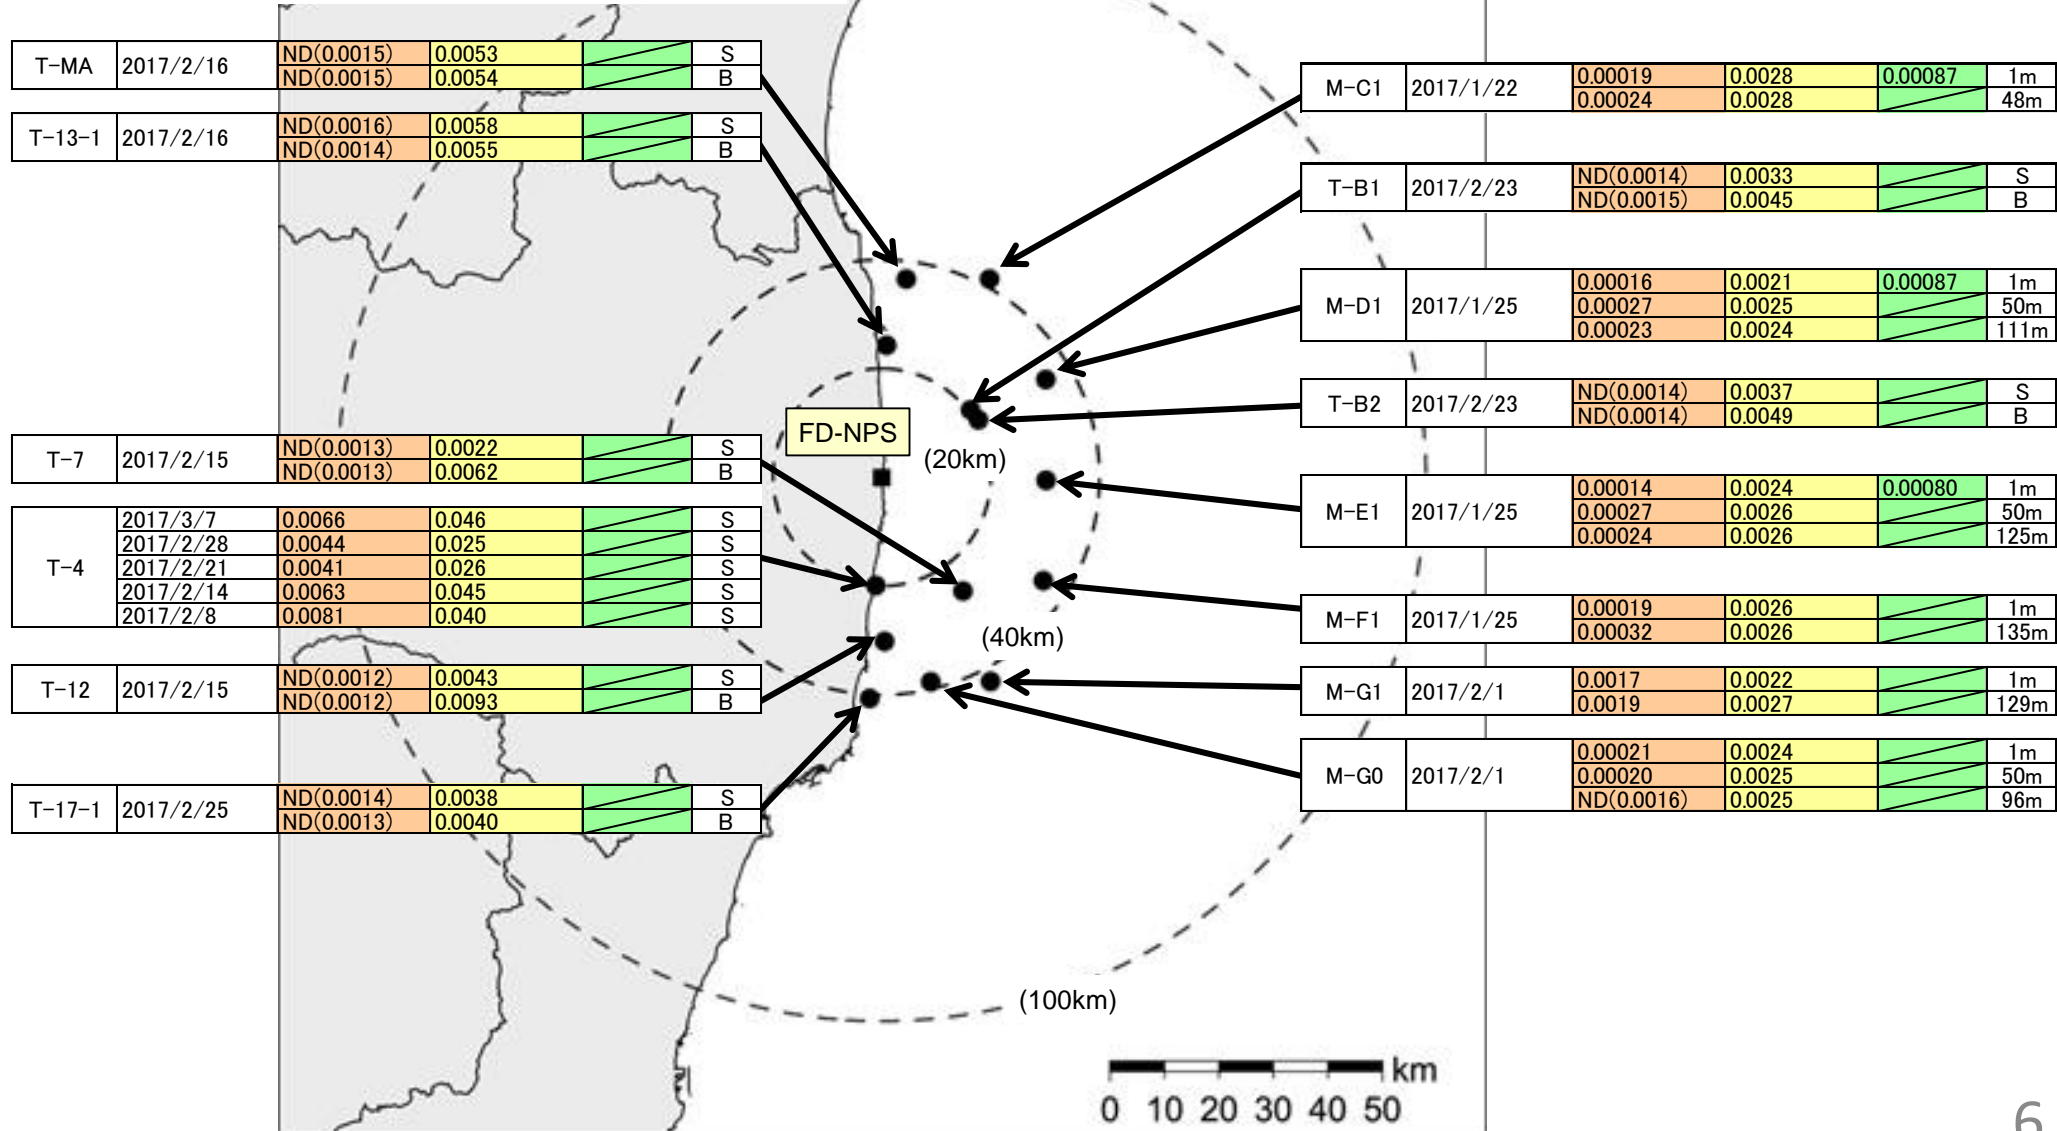 T-MA 2017/2/16 ND(0.0015) 0.0053 S
ND(0.0015) 0.0054 B
T-13-1 2017/2/16 ND(0.0016) 0.0058 S
ND(0.0014) 0.0055 B
T-7 2017/2/15 ND(0.0013) 0.0022 S
ND(0.0013) 0.0062 B
T-4 2017/3/7 0.0066 0.046 S
2017/2/28 0.0044 0.025 S
2017/2/21 0.0041 0.026 S
2017/2/14 0.0063 0.045 S
2017/2/8 0.0081 0.040 S
T-12 2017/2/15 ND(0.0012) 0.0043 S
ND(0.0012) 0.0093 B
T-17-1 2017/2/25 ND(0.0014) 0.0038 S
ND(0.0013) 0.0040 B
FD-NPS
(20km)
(40km)
(100km)
M-C1 2017/1/22 0.00019 0.0028 0.00087 1m
0.00024 0.0028 48m
T-B1 2017/2/23 ND(0.0014) 0.0033 S
ND(0.0015) 0.0045 B
M-D1 2017/1/25 0.00016 0.0021 0.00087 1m
0.00027 0.0025 50m
0.00023 0.0024 111m
T-B2 2017/2/23 ND(0.0014) 0.0037 S
ND(0.0014) 0.0049 B
M-E1 2017/1/25 0.00014 0.0024 0.00080 1m
0.00027 0.0026 50m
0.00024 0.0026 125m
M-F1 2017/1/25 0.00019 0.0026 1m
0.00032 0.0026 135m
M-G1 2017/2/1 0.0017 0.0022 1m
0.0019 0.0027 129m
M-G0 2017/2/1 0.00021 0.0024 1m
0.00020 0.0025 50m
ND(0.0016) 0.0025 96m
km
0 10 20 30 40 50
6